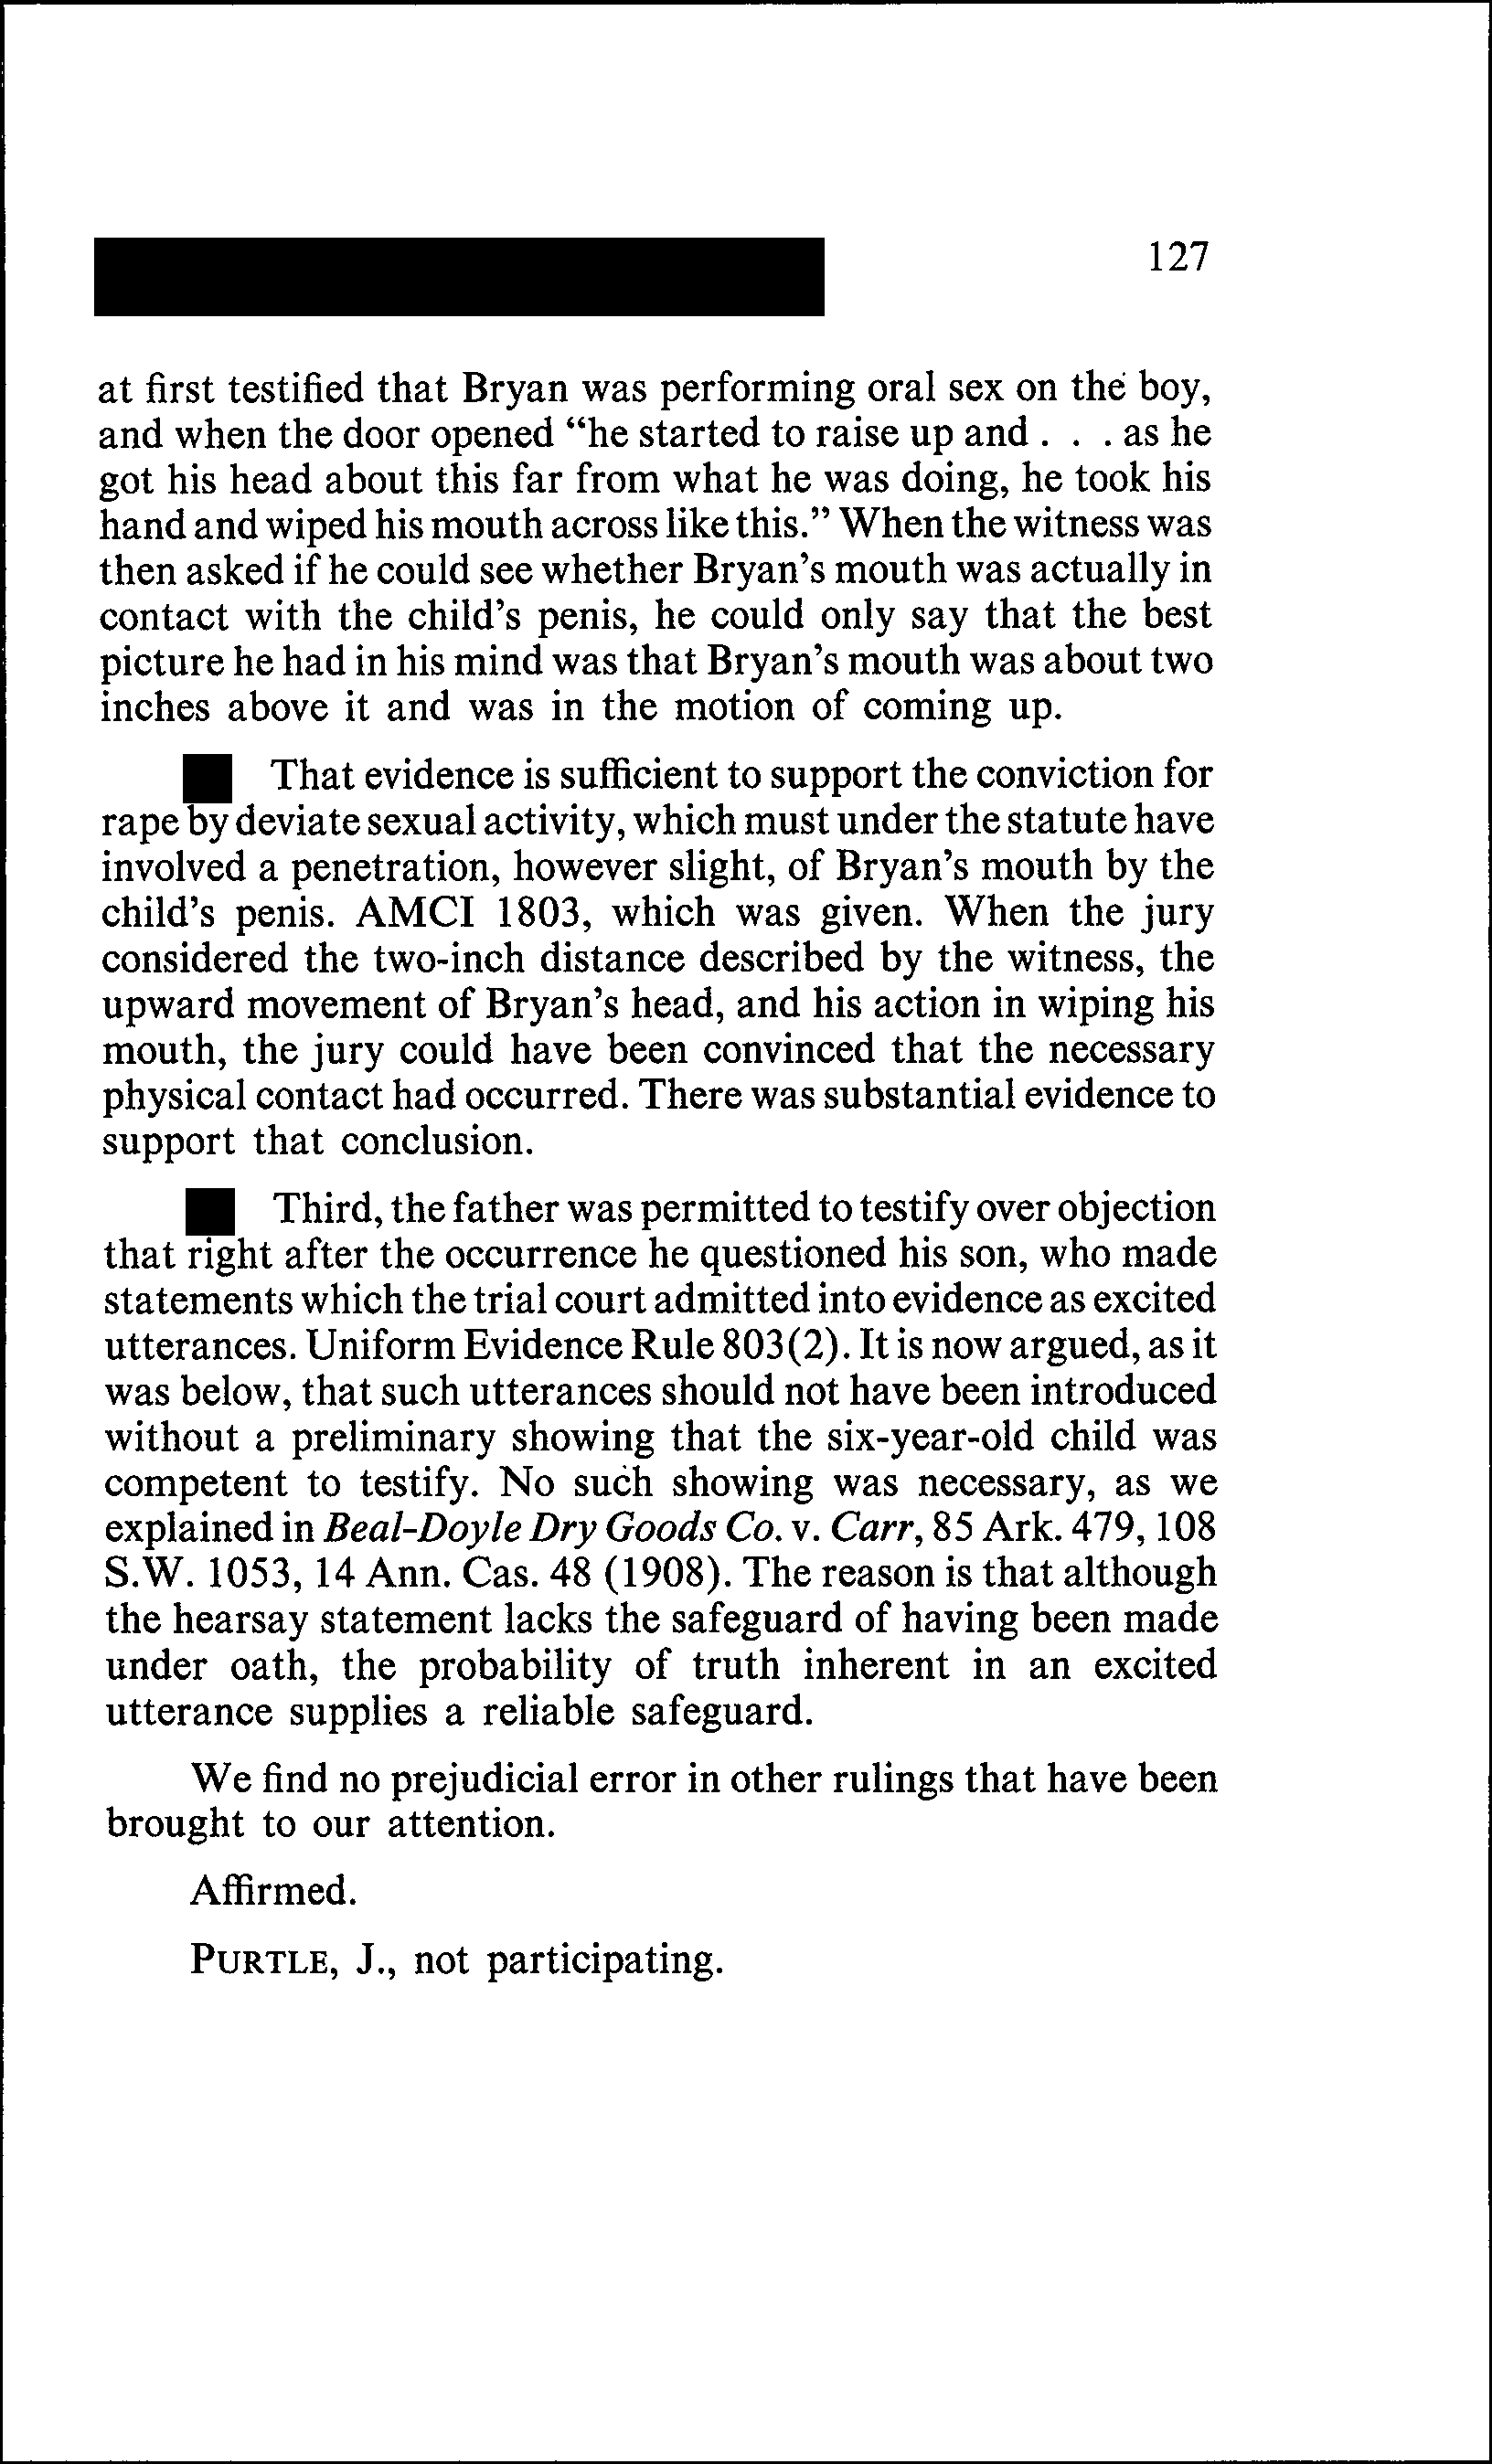 127
at first testified that Bryan was performing oral sex on the boy,
and when the door opened “he started to raise up and . . . as he
got his head about this far from what he was doing, he took his
hand and wiped his mouth across like this.” When the witness was
then asked if he could see whether Bryan’s mouth was actually in
contact with the child’s penis, he could only say that the best
picture he had in his mind was that Bryan’s mouth was about two
inches above it and was in the motion of coming up.
That evidence is sufficient to support the conviction for
rape by deviate sexual activity, which must under the statute have
involved a penetration, however slight, of Bryan’s mouth by the
child’s penis. AMCI 1803, which was given. When the jury
considered the two-inch distance described by the witness, the
upward movement of Bryan’s head, and his action in wiping his
mouth, the jury could have been convinced that the necessary
physical contact had occurred. There was substantial evidence to
support that conclusion.
Third, the father was permitted to testify over objection
that right after the occurrence he questioned his son, who made
statements which the trial court admitted into evidence as excited
utterances. Uniform Evidence Rule 803(2). It is now argued, as it
was below, that such utterances should not have been introduced
without a preliminary showing that the six-year-old child was
competent to testify. No such showing was necessary, as we
explained in Beal-Doyle Dry Goods Co. v. Carr, 85 Ark. 479, 108
S.W. 1053, 14 Ann. Cas. 48 (1908). The reason is that although
the hearsay statement lacks the safeguard of having been made
under oath, the probability of truth inherent in an excited
utterance supplies a reliable safeguard.
We find no prejudicial error in other rulings that have been
brought to our attention.
Affirmed.
PURTLE, J., not participating.